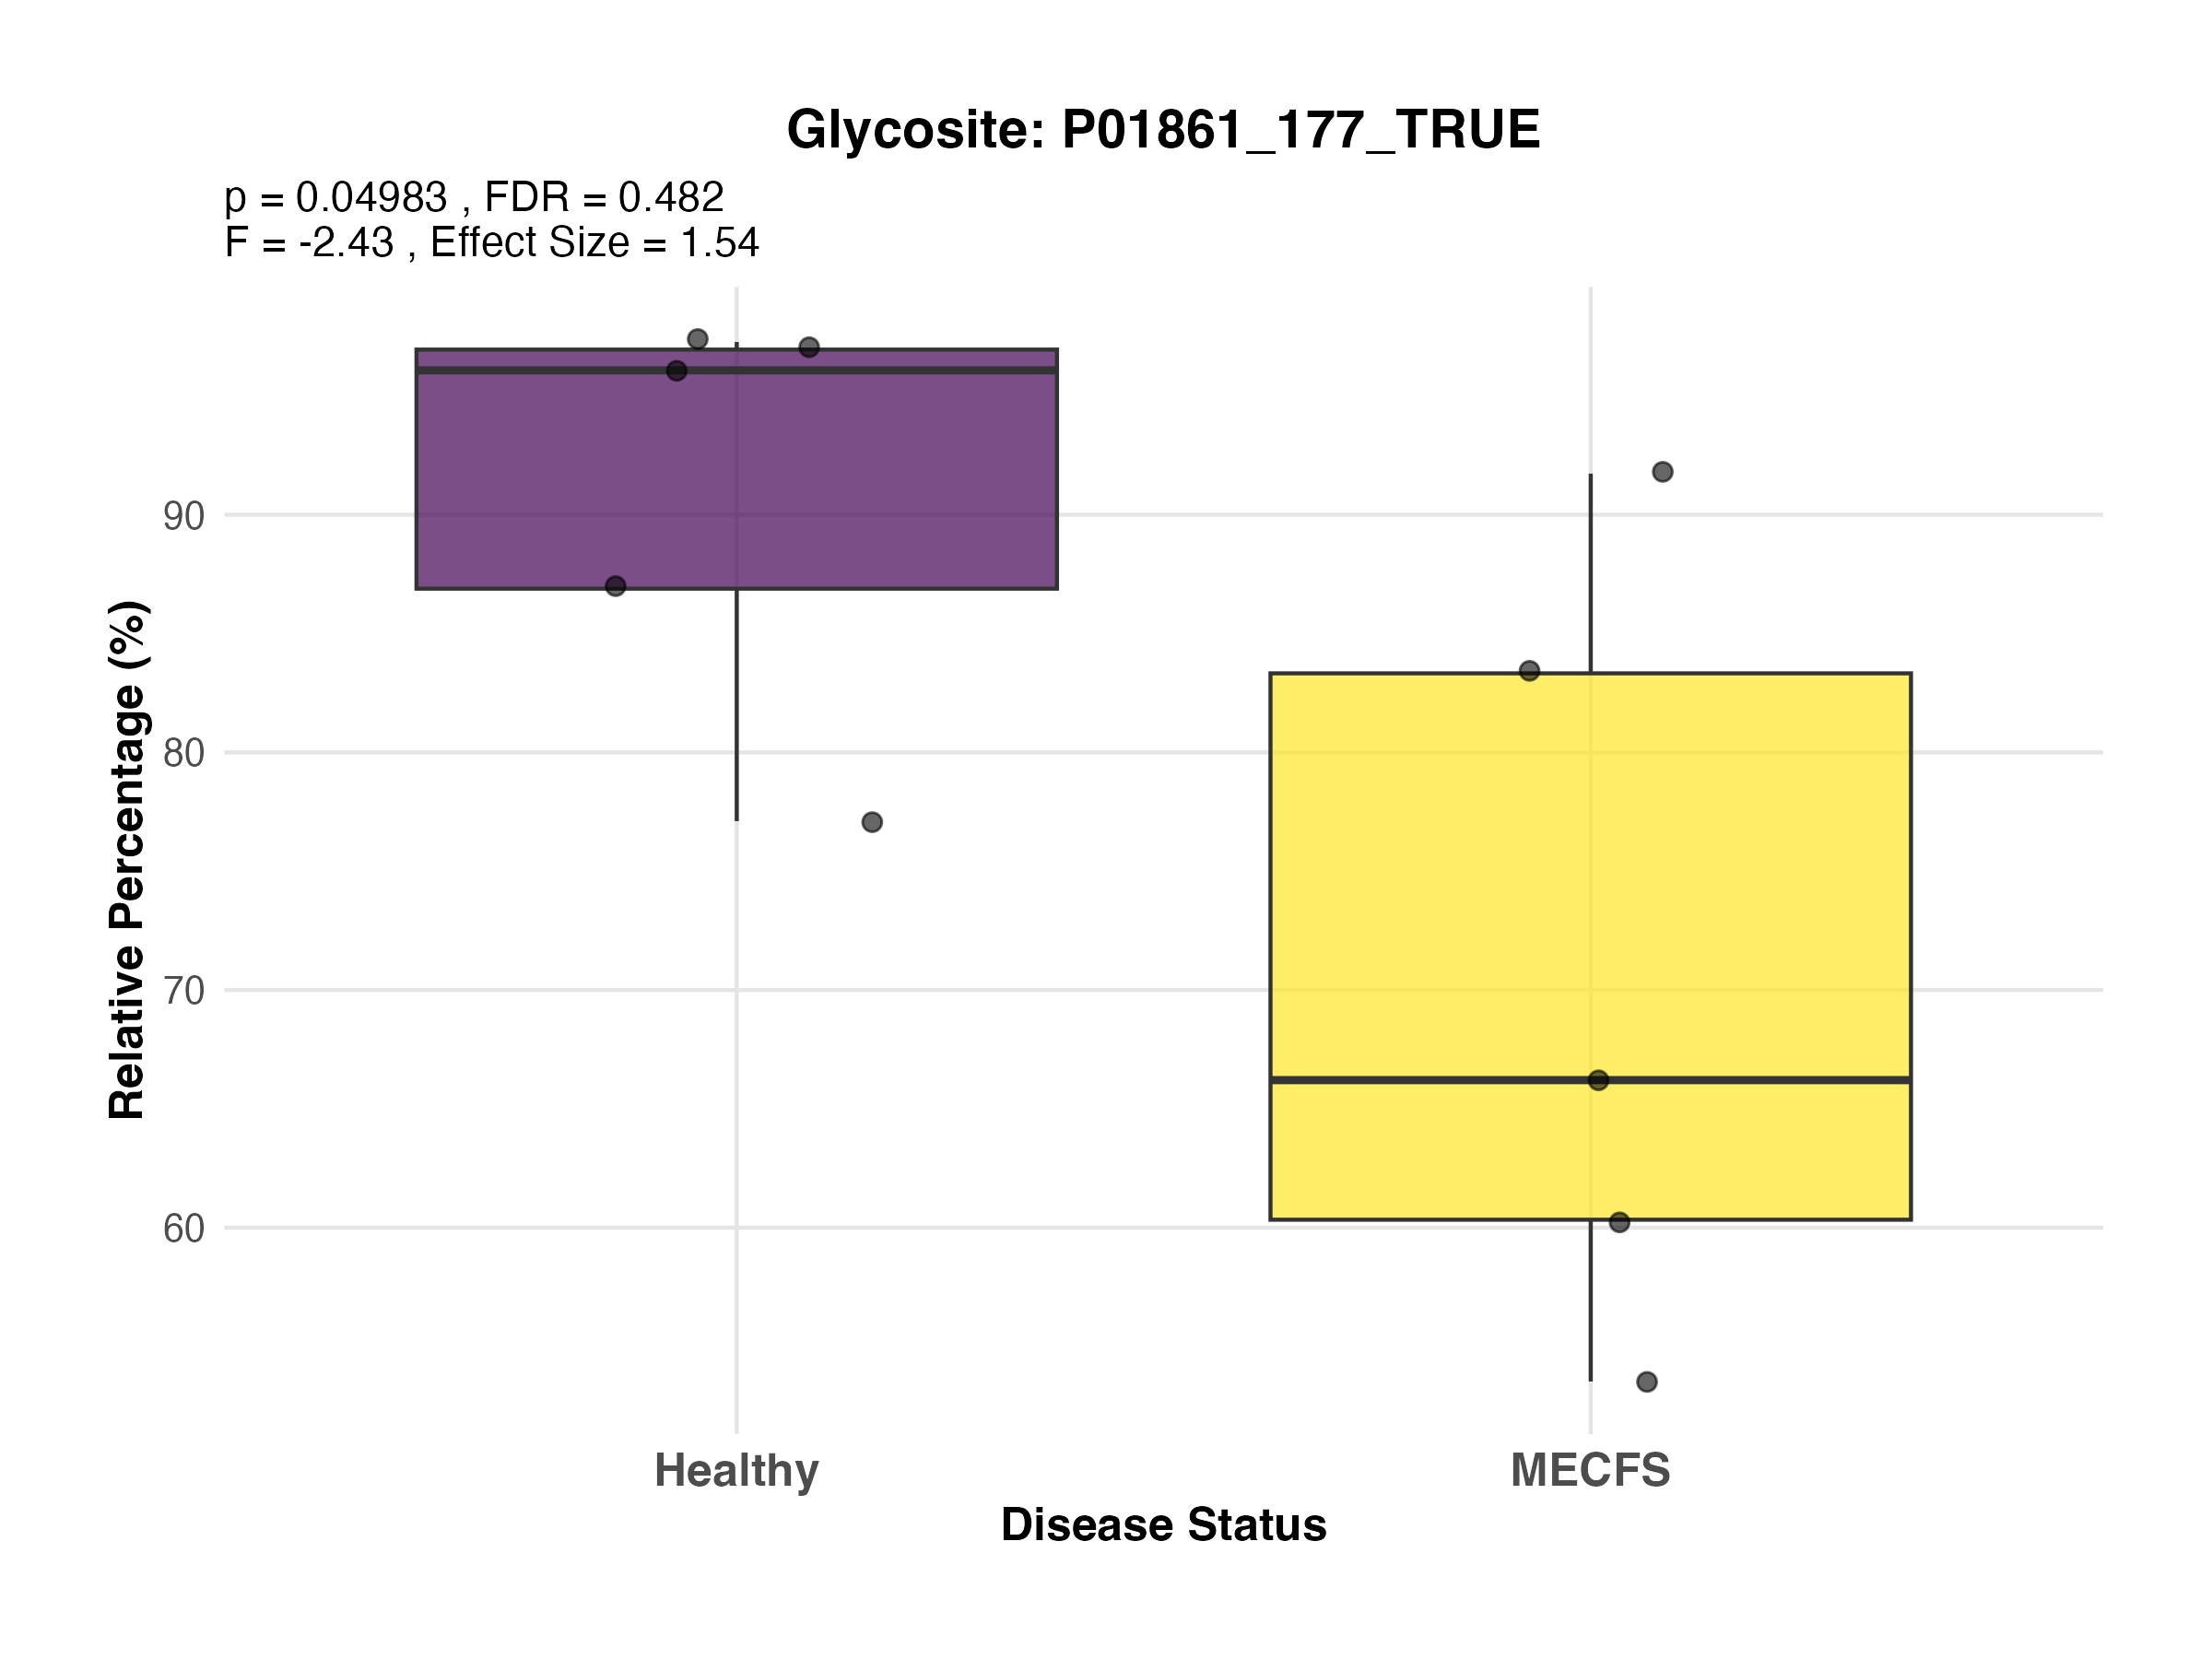 Glycosite: P01861_177_TRUE
p = 0.04983 , FDR = 0.482
F = -2.43 , Effect Size = 1.54
Relative Percentage (%)
90
80
70
60
Healthy
MECFS
Disease Status